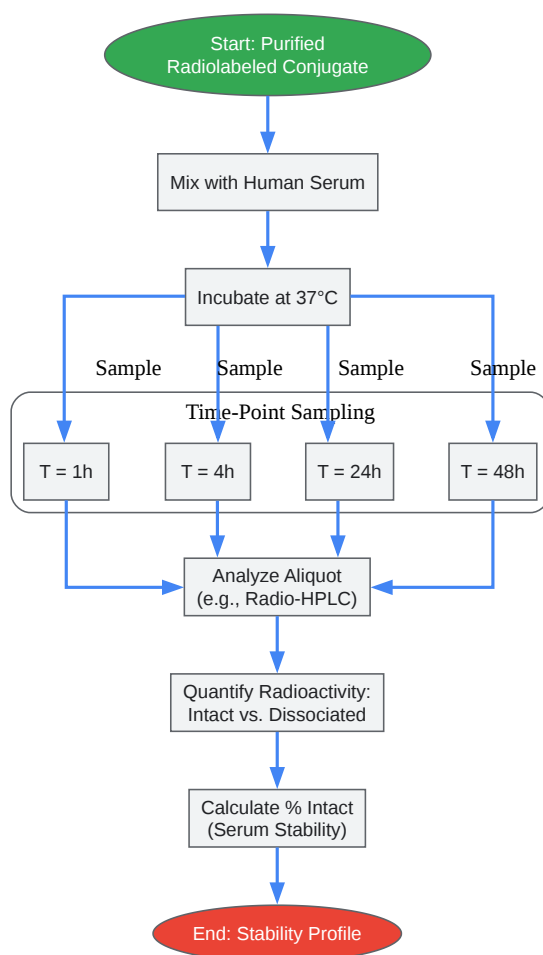 Start: Purified
Radiolabeled Conjugate
Mix with Human Serum
Incubate at 37°C
Sample Sample Sample Sample
Time-Point Sampling
T = 1h T = 4h T = 24h T = 48h
Analyze Aliquot
(e.g., Radio-HPLC)
Quantify Radioactivity:
Intact vs. Dissociated
Calculate % Intact
(Serum Stability)
End: Stability Profile